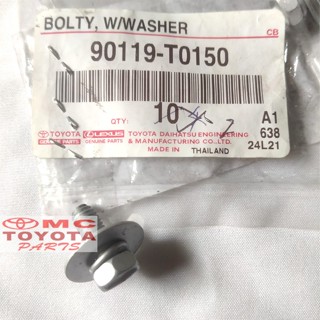 BOLTY, W/WASHER
CB
90119-T0150
QTY: 10
A1
638
24L21
TOYOTA
GENUINE PARTS
LEXUS
GENUINE PARTS
TOYOTA DAIHATSU ENGINEERING
& MANUFACTURING CO.,LTD.
MADE IN THAILAND
MC
TOYOTA
PARTS